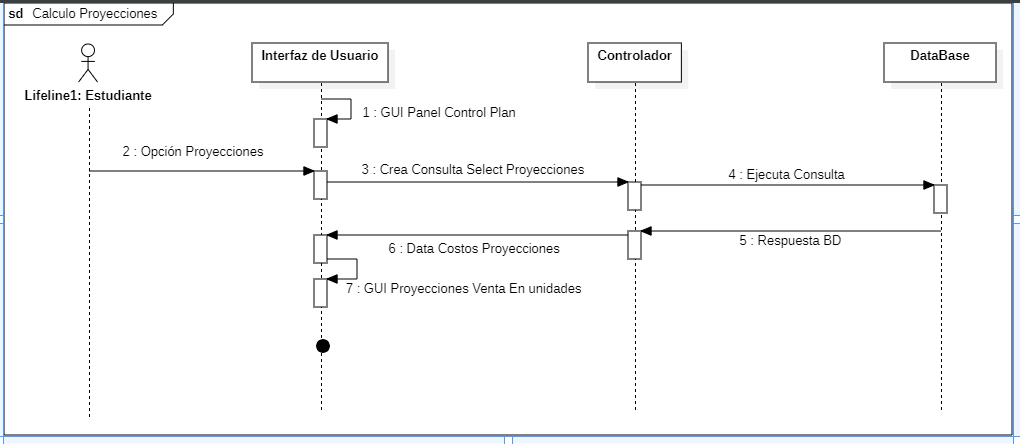 sd Calculo Proyecciones
Interfaz de Usuario
Controlador
DataBase
Lifeline1: Estudiante
1 : GUI Panel Control Plan
2 : Opción Proyecciones
3 : Crea Consulta Select Proyecciones
4 : Ejecuta Consulta
5 : Respuesta BD
6 : Data Costos Proyecciones
7 : GUI Proyecciones Venta En unidades